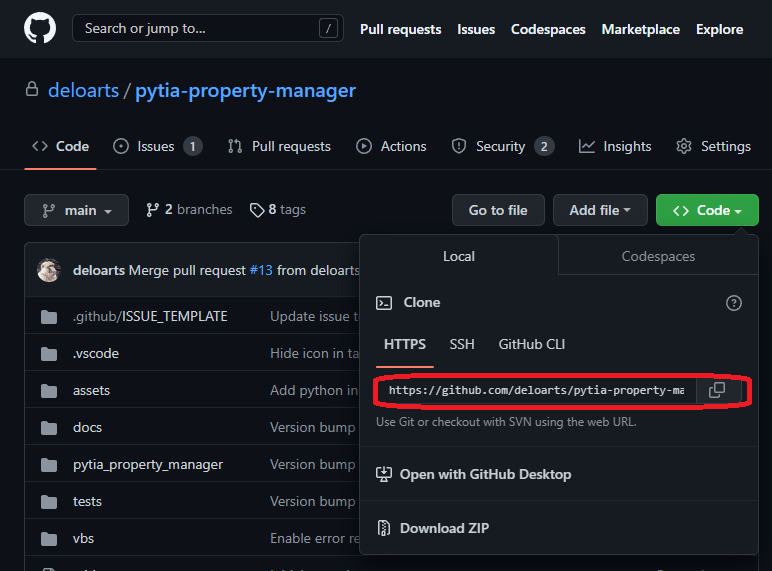 Search or jump to... /
Pull requests Issues Codespaces Marketplace Explore
deloarts / pytia-property-manager
Code Issues 1 Pull requests Actions Security 2 Insights Settings
main 2 branches 8 tags Go to file Add file Code
deloarts Merge pull request #13 from deloarts
.github/ISSUE_TEMPLATE Update issue t
.vscode Hide icon in ta
assets Add python in
docs Version bump
pytia_property_manager Version bump
tests Version bump
vbs Enable error re
Local Codespaces
Clone
HTTPS SSH GitHub CLI
https://github.com/deloarts/pytia-property-ma
Use Git or checkout with SVN using the web URL.
Open with GitHub Desktop
Download ZIP